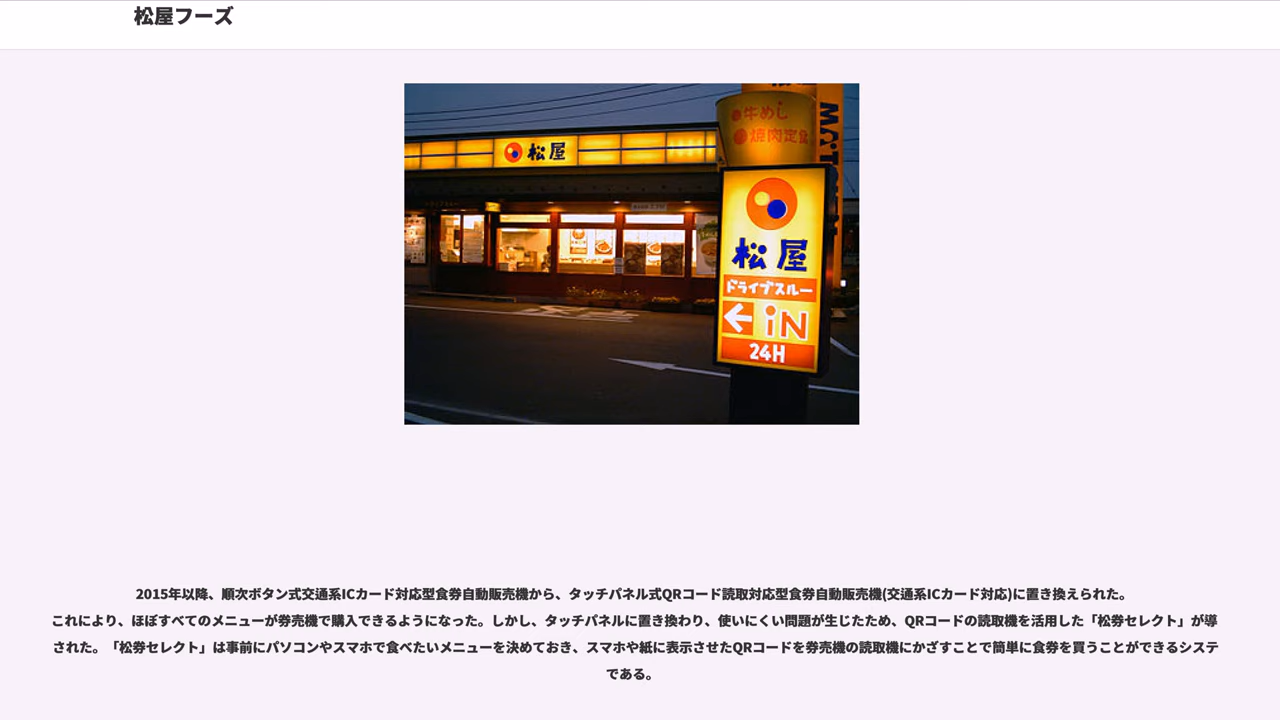 松屋フーズ
牛めし
焼肉定食
松屋
松屋
ドライブスルー
iN
24H
2015年以降、順次ボタン式交通系ICカード対応型食券自動販売機から、タッチパネル式QRコード読取対応型食券自動販売機(交通系ICカード対応)に置き換えられた。
これにより、ほぼすべてのメニューが券売機で購入できるようになった。しかし、タッチパネルに置き換わり、使いにくい問題が生じたため、QRコードの読取機を活用した「松券セレクト」が導
された。「松券セレクト」は事前にパソコンやスマホで食べたいメニューを決めておき、スマホや紙に表示させたQRコードを券売機の読取機にかざすことで簡単に食券を買うことができるシステ
である。